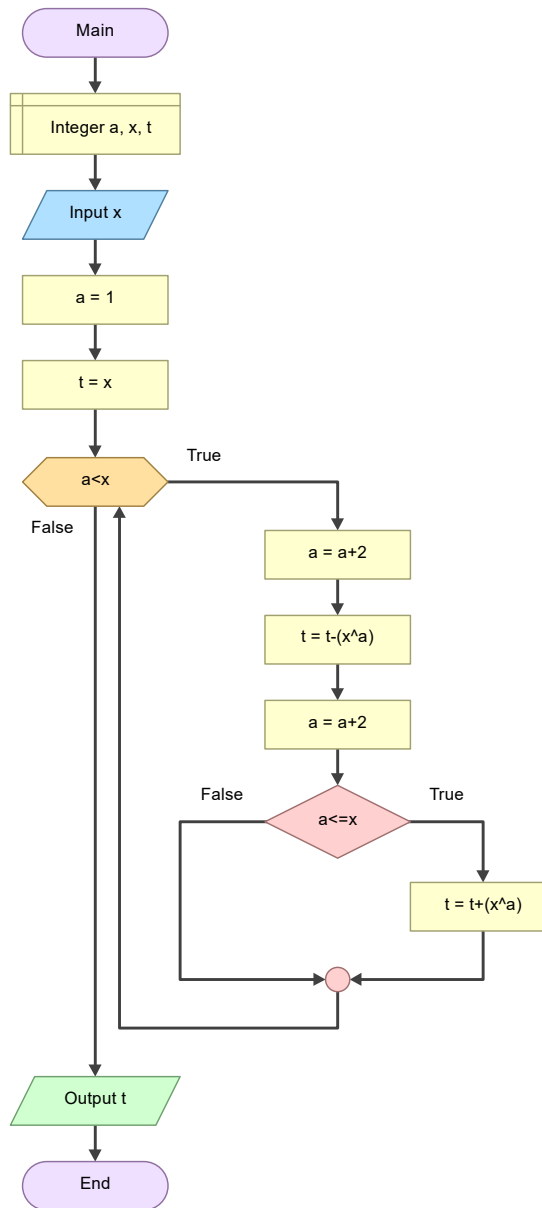 Main
Integer a, x, t
Input x
a = 1
t = x
a<x
True
False
a = a+2
t = t-(x^a)
a = a+2
False
True
a<=x
t = t+(x^a)
Output t
End